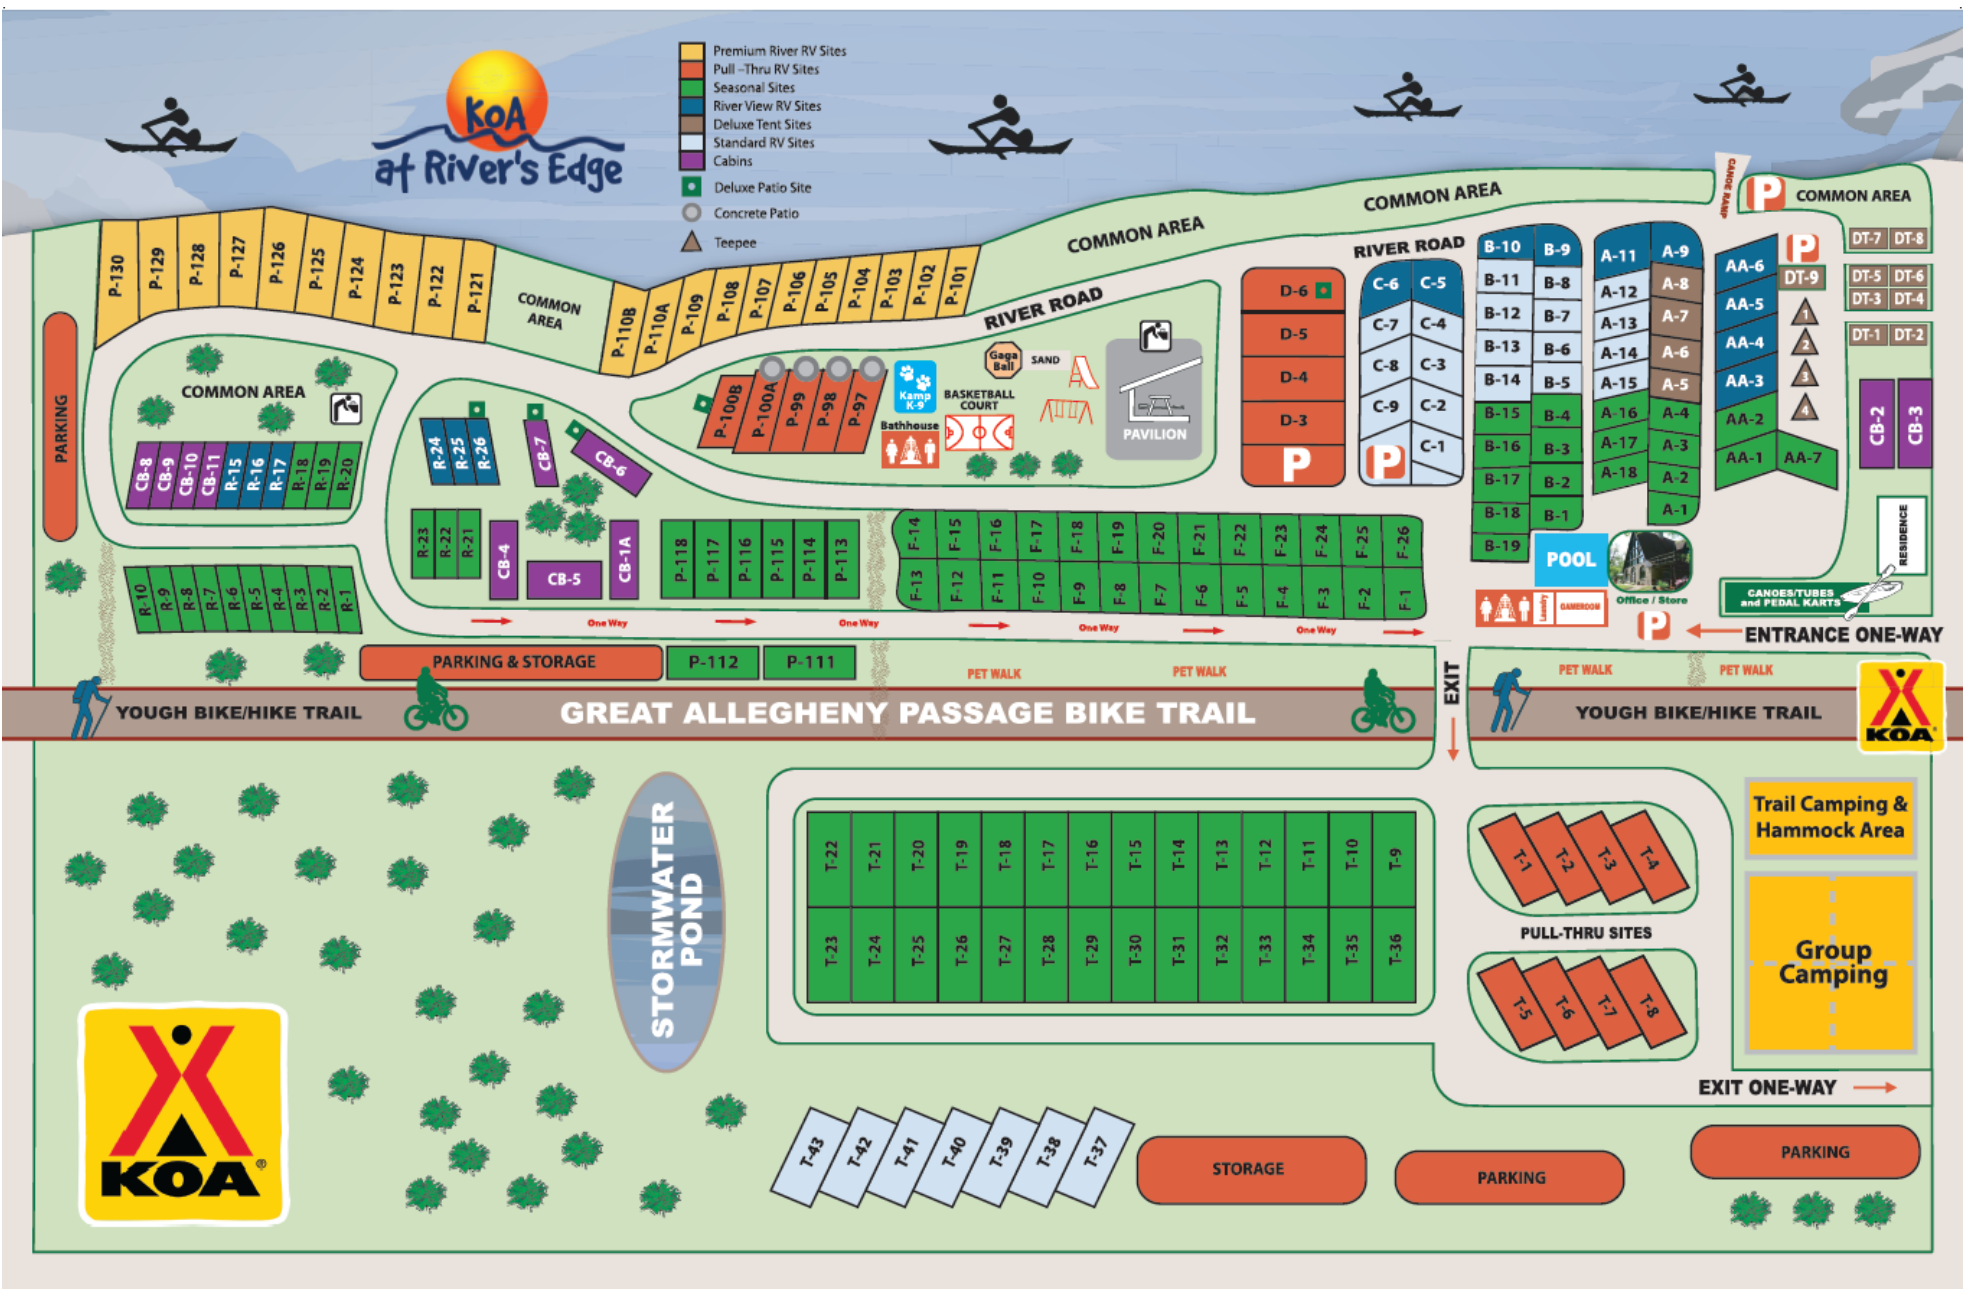 KOA
at River's Edge
Premium River RV Sites
Pull –Thru RV Sites
Seasonal Sites
River View RV Sites
Deluxe Tent Sites
Standard RV Sites
Cabins
Deluxe Patio Site
Concrete Patio
Teepee
P-130
P-129
P-128
P-127
P-126
P-125
P-124
P-123
P-122
P-121
COMMON
AREA
P-110B
P-110A
P-109
P-108
P-107
P-106
P-105
P-104
P-103
P-102
P-101
RIVER ROAD
COMMON AREA
COMMON AREA
CANOE RAMP
P
COMMON AREA
RIVER ROAD
PARKING
COMMON AREA
CB-8
CB-9
CB-10
CB-11
R-15
R-16
R-17
R-18
R-19
R-20
R-10
R-9
R-8
R-7
R-6
R-5
R-4
R-3
R-2
R-1
R-24
R-25
R-26
CB-7
CB-6
R-23
R-22
R-21
CB-4
CB-5
CB-1A
P-118
P-117
P-116
P-115
P-114
P-113
P-100B
P-100A
P-99
P-98
P-97
Kamp
K-9
Bathhouse
Gaga
Ball
SAND
BASKETBALL
COURT
PAVILION
D-6
D-5
D-4
D-3
P
C-6
C-5
C-7
C-4
C-8
C-3
C-9
C-2
P
C-1
B-10
B-9
B-11
B-8
B-12
B-7
B-13
B-6
B-14
B-5
B-15
B-4
B-16
B-3
B-17
B-2
B-18
B-1
B-19
A-11
A-9
A-12
A-8
A-13
A-7
A-14
A-6
A-15
A-5
A-16
A-4
A-17
A-3
A-18
A-2
A-1
AA-6
AA-5
AA-4
AA-3
AA-2
AA-1
AA-7
P
DT-9
1
2
3
4
DT-7
DT-8
DT-5
DT-6
DT-3
DT-4
DT-1
DT-2
CB-2
CB-3
RESIDENCE
F-14
F-15
F-16
F-17
F-18
F-19
F-20
F-21
F-22
F-23
F-24
F-25
F-26
F-13
F-12
F-11
F-10
F-9
F-8
F-7
F-6
F-5
F-4
F-3
F-2
F-1
POOL
Office / Store
Laundry
GAMEROOM
P
CANOES/TUBES
and PEDAL KARTS
ENTRANCE ONE-WAY
One Way
One Way
One Way
One Way
PARKING & STORAGE
P-112
P-111
PET WALK
PET WALK
EXIT
PET WALK
PET WALK
YOUGH BIKE/HIKE TRAIL
GREAT ALLEGHENY PASSAGE BIKE TRAIL
YOUGH BIKE/HIKE TRAIL
KOA
STORMWATER
POND
T-22
T-21
T-20
T-19
T-18
T-17
T-16
T-15
T-14
T-13
T-12
T-11
T-10
T-9
T-23
T-24
T-25
T-26
T-27
T-28
T-29
T-30
T-31
T-32
T-33
T-34
T-35
T-36
T-1
T-2
T-3
T-4
PULL-THRU SITES
T-5
T-6
T-7
T-8
Trail Camping &
Hammock Area
Group
Camping
EXIT ONE-WAY
KOA®
T-43
T-42
T-41
T-40
T-39
T-38
T-37
STORAGE
PARKING
PARKING